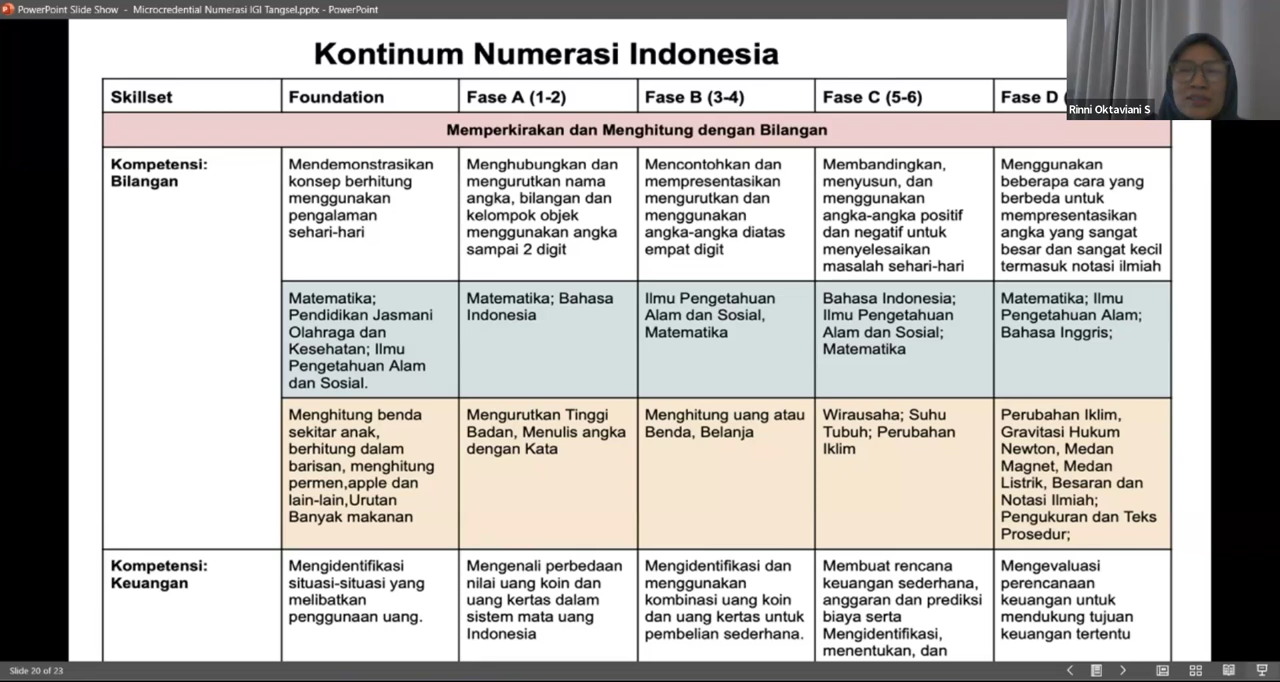 PowerPoint Slide Show - Microcredential Numerasi IGI Tangsel.pptx - PowerPoint
Rinni Oktaviani S
Kontinum Numerasi Indonesia
Skillset
Foundation
Fase A (1-2)
Fase B (3-4)
Fase C (5-6)
Fase D
Memperkirakan dan Menghitung dengan Bilangan
Kompetensi:
Bilangan
Mendemonstrasikan
konsep berhitung
menggunakan
pengalaman
sehari-hari
Menghubungkan dan
mengurutkan nama
angka, bilangan dan
kelompok objek
menggunakan angka
sampai 2 digit
Mencontohkan dan
mempresentasikan
mengurutkan dan
menggunakan
angka-angka diatas
empat digit
Membandingkan,
menyusun, dan
menggunakan
angka-angka positif
dan negatif untuk
menyelesaikan
masalah sehari-hari
Menggunakan
beberapa cara yang
berbeda untuk
mempresentasikan
angka yang sangat
besar dan sangat kecil
termasuk notasi ilmiah
Matematika;
Pendidikan Jasmani
Olahraga dan
Kesehatan; Ilmu
Pengetahuan Alam
dan Sosial.
Matematika; Bahasa
Indonesia
Ilmu Pengetahuan
Alam dan Sosial,
Matematika
Bahasa Indonesia;
Ilmu Pengetahuan
Alam dan Sosial;
Matematika
Matematika; Ilmu
Pengetahuan Alam;
Bahasa Inggris;
Menghitung benda
sekitar anak,
berhitung dalam
barisan, menghitung
permen,apple dan
lain-lain,Urutan
Banyak makanan
Mengurutkan Tinggi
Badan, Menulis angka
dengan Kata
Menghitung uang atau
Benda, Belanja
Wirausaha; Suhu
Tubuh; Perubahan
Iklim
Perubahan Iklim,
Gravitasi Hukum
Newton, Medan
Magnet, Medan
Listrik, Besaran dan
Notasi Ilmiah;
Pengukuran dan Teks
Prosedur;
Kompetensi:
Keuangan
Mengidentifikasi
situasi-situasi yang
melibatkan
penggunaan uang.
Mengenali perbedaan
nilai uang koin dan
uang kertas dalam
sistem mata uang
Indonesia
Mengidentifikasi dan
menggunakan
kombinasi uang koin
dan uang kertas untuk
pembelian sederhana.
Membuat rencana
keuangan sederhana,
anggaran dan prediksi
biaya serta
Mengidentifikasi,
menentukan, dan
Mengevaluasi
perencanaan
keuangan untuk
mendukung tujuan
keuangan tertentu
Slide 20 of 23